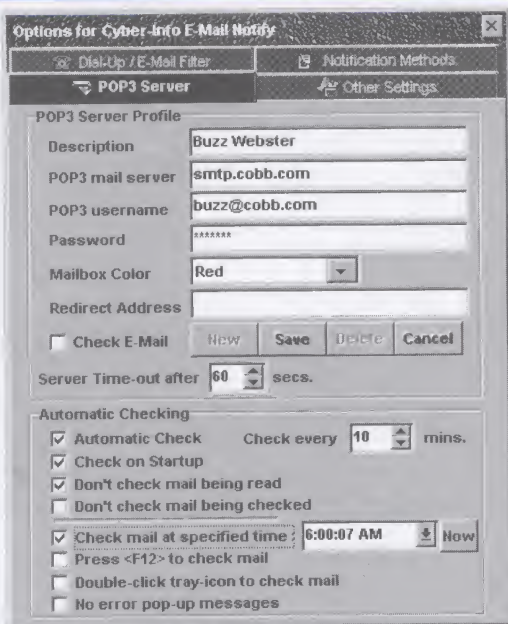 Options for Cyber-Info E-Mail Notify
Dial-Up / E-Mail Filter
Notification Methods
POP3 Server
Other Settings
POP3 Server Profile
Description Buzz Webster
POP3 mail server smtp.cobb.com
POP3 username buzz@cobb.com
Password *******
Mailbox Color Red
Redirect Address
Check E-Mail New Save Delete Cancel
Server Time-out after 60 secs.
Automatic Checking
Automatic Check Check every 10 mins.
Check on Startup
Don't check mail being read
Don't check mail being checked
Check mail at specified time : 6:00:07 AM Now
Press <F12> to check mail
Double-click tray-icon to check mail
No error pop-up messages